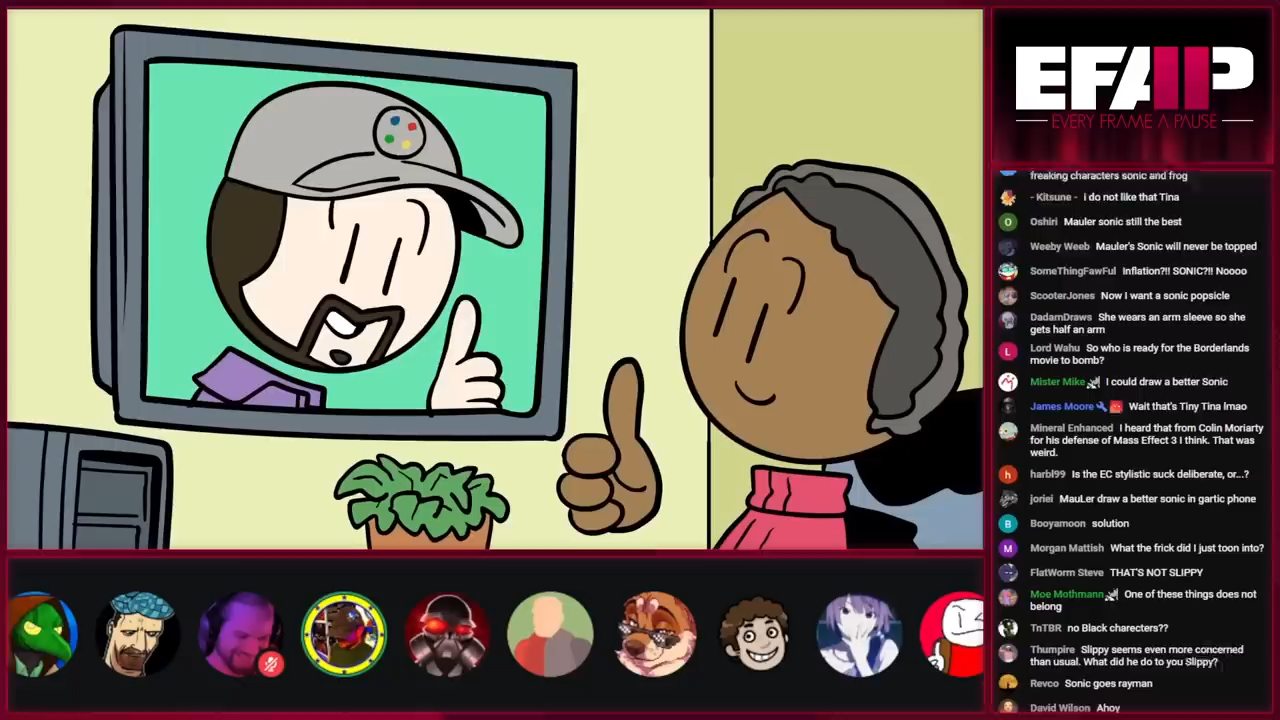 EFAP
EVERY FRAME A PAUSE
freaking characters sonic and frog
- Kitsune - i do not like that Tina
O Oshiri Mauler sonic still the best
Weeby Weeb Mauler's Sonic will never be topped
SomeThingFawFul Inflation?!! SONIC?!! Noooo
ScooterJones Now I want a sonic popsicle
DadamDraws She wears an arm sleeve so she
gets half an arm
L Lord Wahu So who is ready for the Borderlands
movie to bomb?
Mister Mike I could draw a better Sonic
James Moore Wait that's Tiny Tina lmao
Mineral Enhanced I heard that from Colin Moriarty
for his defense of Mass Effect 3 I think. That was
weird.
h harbl99 Is the EC stylistic suck deliberate, or...?
joriei MauLer draw a better sonic in gartic phone
B Booyamoon solution
M Morgan Mattish What the frick did I just toon into?
FlatWorm Steve THAT'S NOT SLIPPY
Moe Mothmann One of these things does not
belong
TnTBR no Black charecters??
Thumpire Slippy seems even more concerned
than usual. What did he do to you Slippy?
Revco Sonic goes rayman
David Wilson Ahoy